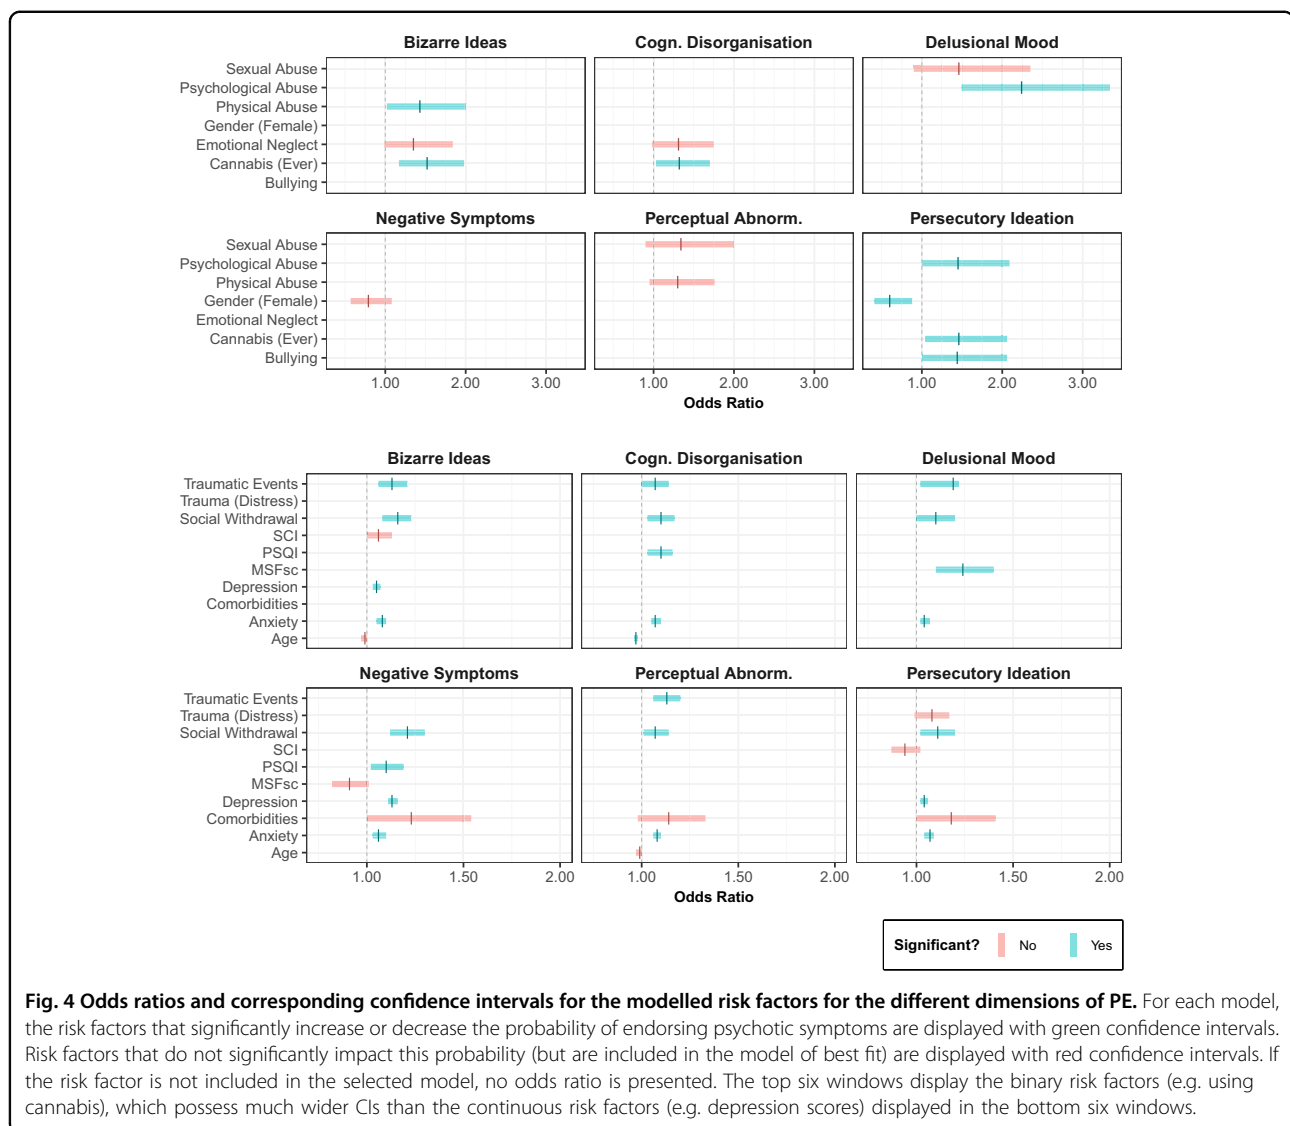 Bizarre Ideas
Cogn. Disorganisation
Delusional Mood
Sexual Abuse
Psychological Abuse
Physical Abuse
Gender (Female)
Emotional Neglect
Cannabis (Ever)
Bullying
Negative Symptoms
Perceptual Abnorm.
Persecutory Ideation
Sexual Abuse
Psychological Abuse
Physical Abuse
Gender (Female)
Emotional Neglect
Cannabis (Ever)
Bullying
1.00 2.00 3.00
1.00 2.00 3.00
1.00 2.00 3.00
Odds Ratio
Bizarre Ideas
Cogn. Disorganisation
Delusional Mood
Traumatic Events
Trauma (Distress)
Social Withdrawal
SCI
PSQI
MSFsc
Depression
Comorbidities
Anxiety
Age
Negative Symptoms
Perceptual Abnorm.
Persecutory Ideation
Traumatic Events
Trauma (Distress)
Social Withdrawal
SCI
PSQI
MSFsc
Depression
Comorbidities
Anxiety
Age
1.00 1.50 2.00
1.00 1.50 2.00
1.00 1.50 2.00
Odds Ratio
Significant? No Yes
Fig. 4 Odds ratios and corresponding confidence intervals for the modelled risk factors for the different dimensions of PE. For each model,
the risk factors that significantly increase or decrease the probability of endorsing psychotic symptoms are displayed with green confidence intervals.
Risk factors that do not significantly impact this probability (but are included in the model of best fit) are displayed with red confidence intervals. If
the risk factor is not included in the selected model, no odds ratio is presented. The top six windows display the binary risk factors (e.g. using
cannabis), which possess much wider CIs than the continuous risk factors (e.g. depression scores) displayed in the bottom six windows.